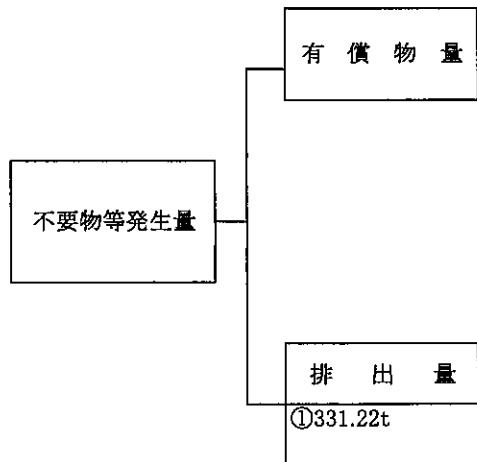 有償物量
不要物等発生量
排出量
①331.22t